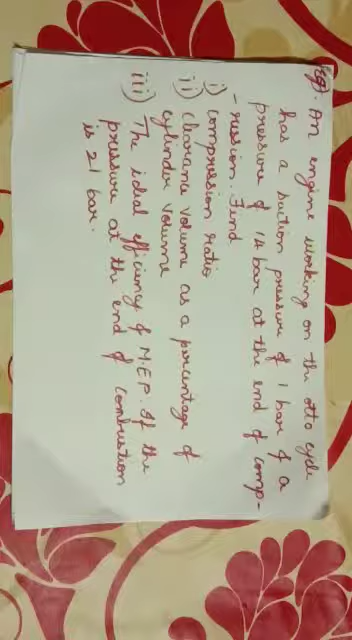 Q9). An engine working on the otto cycle
has a suction pressure of 1 bar & a
pressure of 14 bar at the end of comp-
-ression. Find
i) compression ratio
ii) Clearance volume as a percentage of
cylinder volume
iii) The idial efficiency & M.E.P. If the
pressure at the end of combustion
is 21 bar.